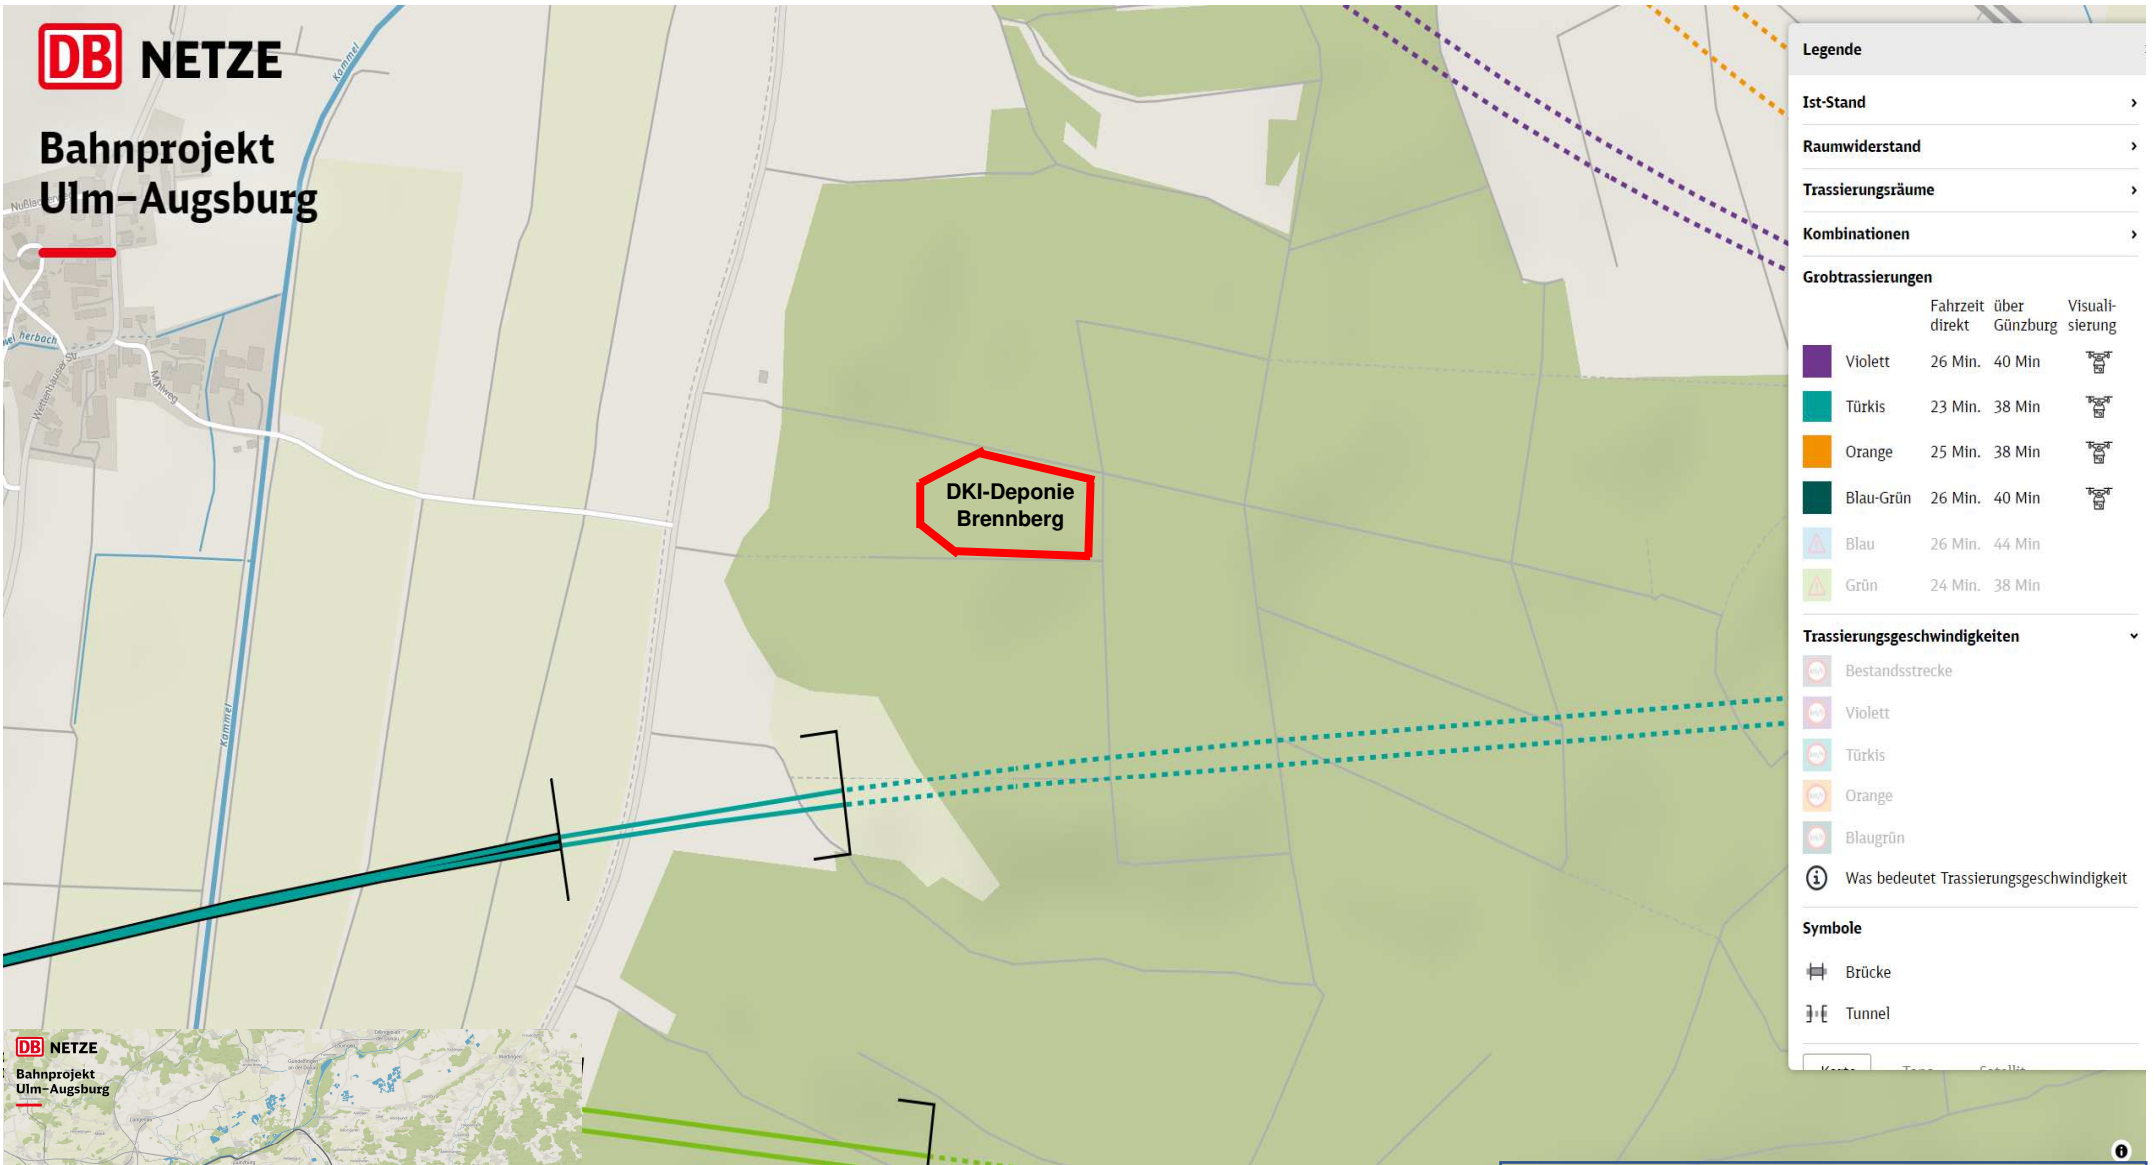 DB NETZE
Bahnprojekt
Ulm–Augsburg
Kammel
herbach
Wettenhauser Str.
Mühlweg
Kammel
DKI-Deponie
Brennberg
Legende
Ist-Stand
Raumwiderstand
Trassierungsräume
Kombinationen
Grobtrassierungen
Fahrzeit über Visuali-
direkt Günzburg sierung
Violett 26 Min. 40 Min
Türkis 23 Min. 38 Min
Orange 25 Min. 38 Min
Blau-Grün 26 Min. 40 Min
Blau 26 Min. 44 Min
Grün 24 Min. 38 Min
Trassierungsgeschwindigkeiten
Bestandsstrecke
Violett
Türkis
Orange
Blaugrün
Was bedeutet Trassierungsgeschwindigkeit
Symbole
Brücke
Tunnel
DB NETZE
Bahnprojekt
Ulm–Augsburg